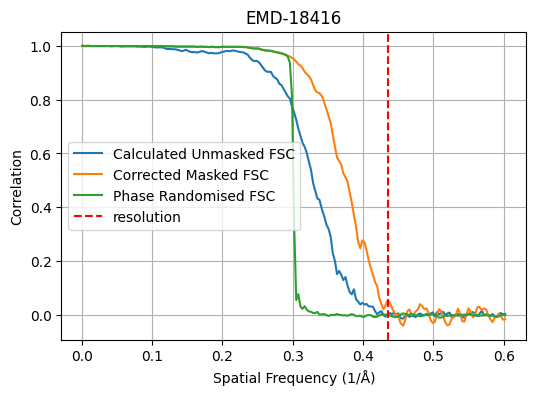 EMD-18416
1.0
0.8
0.6
0.4
0.2
0.0
Correlation
Calculated Unmasked FSC
Corrected Masked FSC
Phase Randomised FSC
resolution
0.0 0.1 0.2 0.3 0.4 0.5 0.6
Spatial Frequency (1/Å)